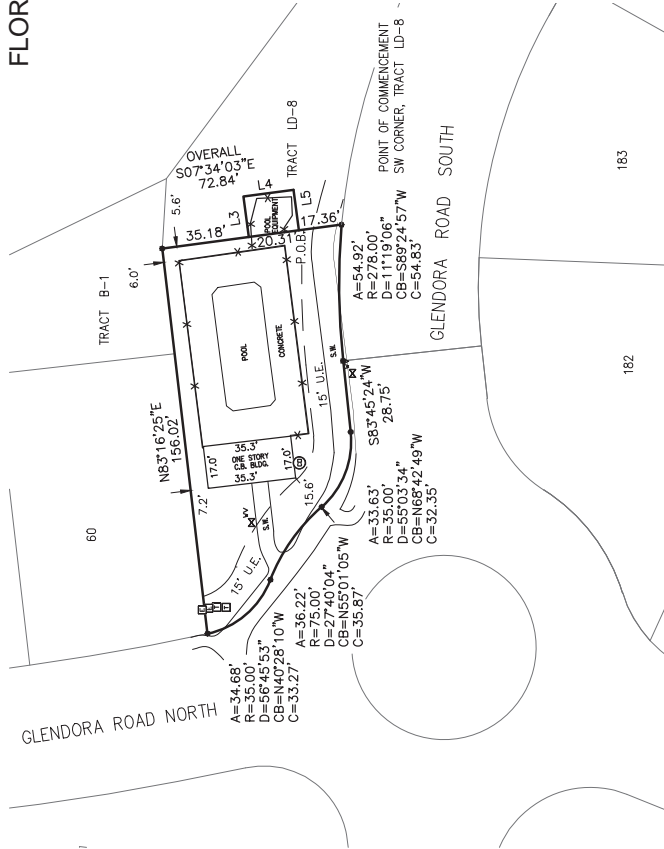 FLOR
OVERALL
S07°34'03"E
72.84'
5.6'
35.18'
6.0'
TRACT B-1
L3
L4
L5
POOL
EQUIPMENT
TRACT LD-8
20.31'
P.O.B.
17.36'
POINT OF COMMENCEMENT
SW CORNER, TRACT LD-8
N83°16'25"E
156.02'
POOL
CONCRETE
A=54.92'
R=278.00'
D=11°19'06"
CB=S89°24'57"W
C=54.83'
GLENDORA ROAD SOUTH
183
182
15' U.E.
S.W.
S83°45'24"W
28.75'
35.3'
17.0'
ONE STORY
C.B. BLDG.
17.0'
35.3'
7.2'
WV
S.W.
15.6'
60
15' U.E.
A=33.63'
R=35.00'
D=55°03'34"
CB=N68°42'49"W
C=32.35'
A=36.22'
R=75.00'
D=27°40'04"
CB=N55°01'05"W
C=35.87'
A=34.68'
R=35.00'
D=56°45'53"
CB=N40°28'10"W
C=33.27'
GLENDORA ROAD NORTH